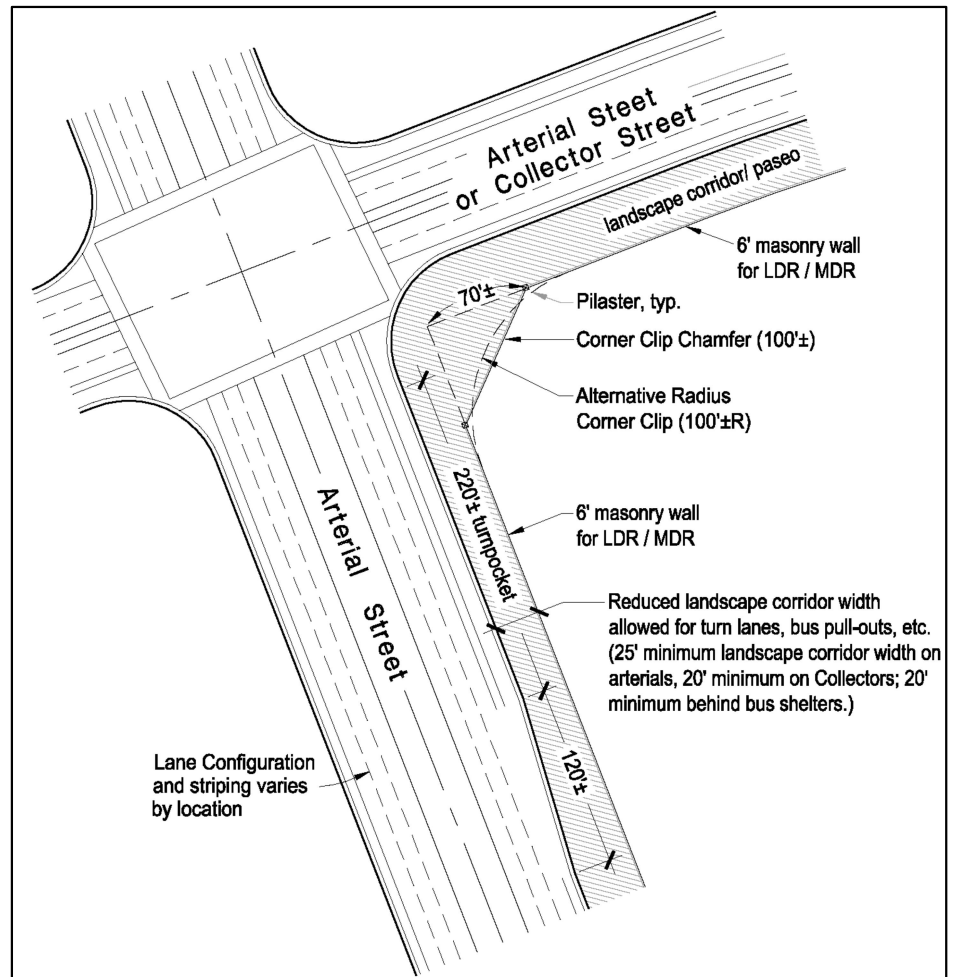 Arterial Steet
or Collector Street
landscape corridor/ paseo
6' masonry wall
for LDR / MDR
70'±
Pilaster, typ.
Corner Clip Chamfer (100'±)
Alternative Radius
Corner Clip (100'±R)
220'± turnpocket
6' masonry wall
for LDR / MDR
Arterial Street
Reduced landscape corridor width
allowed for turn lanes, bus pull-outs, etc.
(25' minimum landscape corridor width on
arterials, 20' minimum on Collectors; 20'
minimum behind bus shelters.)
Lane Configuration
and striping varies
by location
120'±